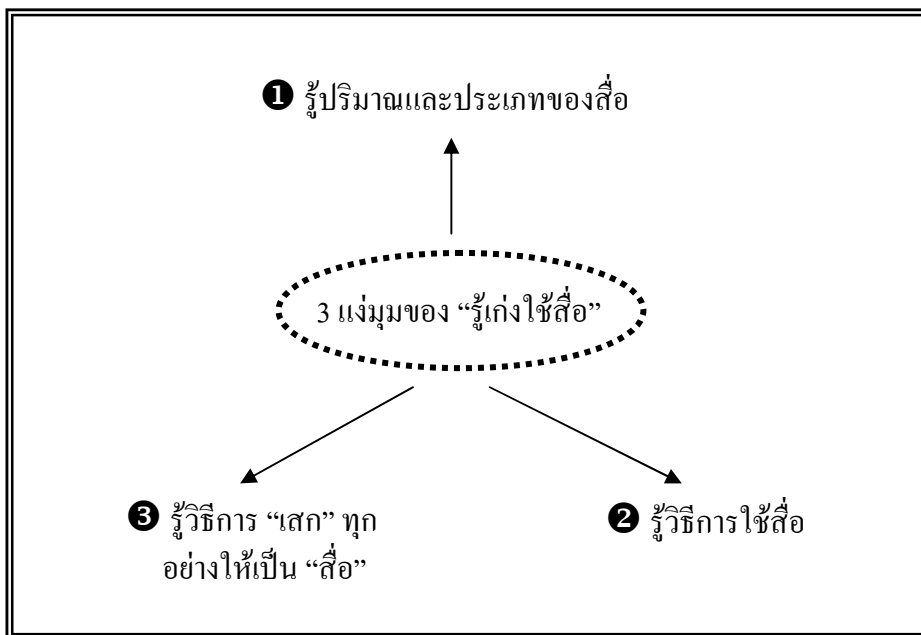 ❶ รู้ปริมาณและประเภทของสื่อ
3 แง่มุมของ “รู้เก่งใช้สื่อ”
❸ รู้วิธีการ “เสก” ทุก
อย่างให้เป็น “สื่อ”
❷ รู้วิธีการใช้สื่อ